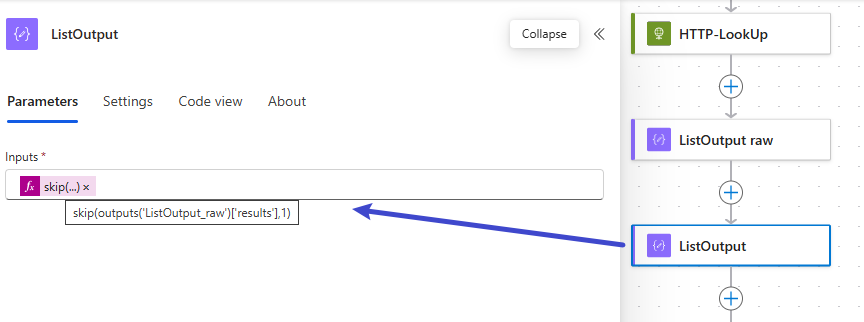 ListOutput
Collapse
Parameters
Settings
Code view
About
Inputs *
fx skip(...) ×
skip(outputs('ListOutput_raw')['results'],1)
HTTP-LookUp
ListOutput raw
ListOutput